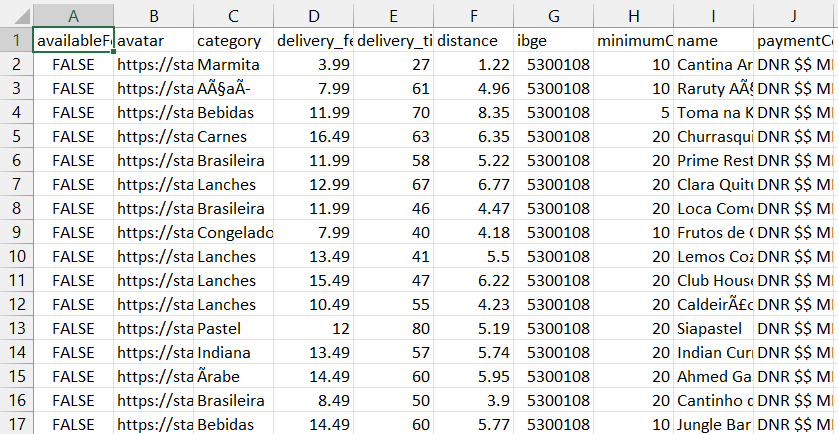 A B C D E F G H I J
1 availableFo avatar category delivery_fe delivery_ti distance ibge minimumO name paymentCo
2 FALSE https://sta Marmita 3.99 27 1.22 5300108 10 Cantina Ar DNR $$ MI
3 FALSE https://sta AÃ§aÃ- 7.99 61 4.96 5300108 10 Raruty AÃ§ DNR $$ MI
4 FALSE https://sta Bebidas 11.99 70 8.35 5300108 5 Toma na K DNR $$ MI
5 FALSE https://sta Carnes 16.49 63 6.35 5300108 20 Churrasqui DNR $$ MI
6 FALSE https://sta Brasileira 11.99 58 5.22 5300108 20 Prime Rest DNR $$ MI
7 FALSE https://sta Lanches 12.99 67 6.77 5300108 20 Clara Quitu DNR $$ MI
8 FALSE https://sta Brasileira 11.99 46 4.47 5300108 20 Loca Como DNR $$ MI
9 FALSE https://sta Congelado 7.99 40 4.18 5300108 10 Frutos de G DNR $$ MI
10 FALSE https://sta Lanches 13.49 41 5.5 5300108 20 Lemos Coz DNR $$ MI
11 FALSE https://sta Lanches 15.49 47 6.22 5300108 20 Club House DNR $$ MI
12 FALSE https://sta Lanches 10.49 55 4.23 5300108 20 CaldeirÃ£o DNR $$ MI
13 FALSE https://sta Pastel 12 80 5.19 5300108 20 Siapastel DNR $$ MI
14 FALSE https://sta Indiana 13.49 57 5.74 5300108 20 Indian Curr DNR $$ MI
15 FALSE https://sta Ãrabe 14.49 60 5.95 5300108 20 Ahmed Ga DNR $$ MI
16 FALSE https://sta Brasileira 8.49 50 3.9 5300108 20 Cantinho d DNR $$ MI
17 FALSE https://sta Bebidas 14.49 60 5.77 5300108 10 Jungle Bar DNR $$ MI